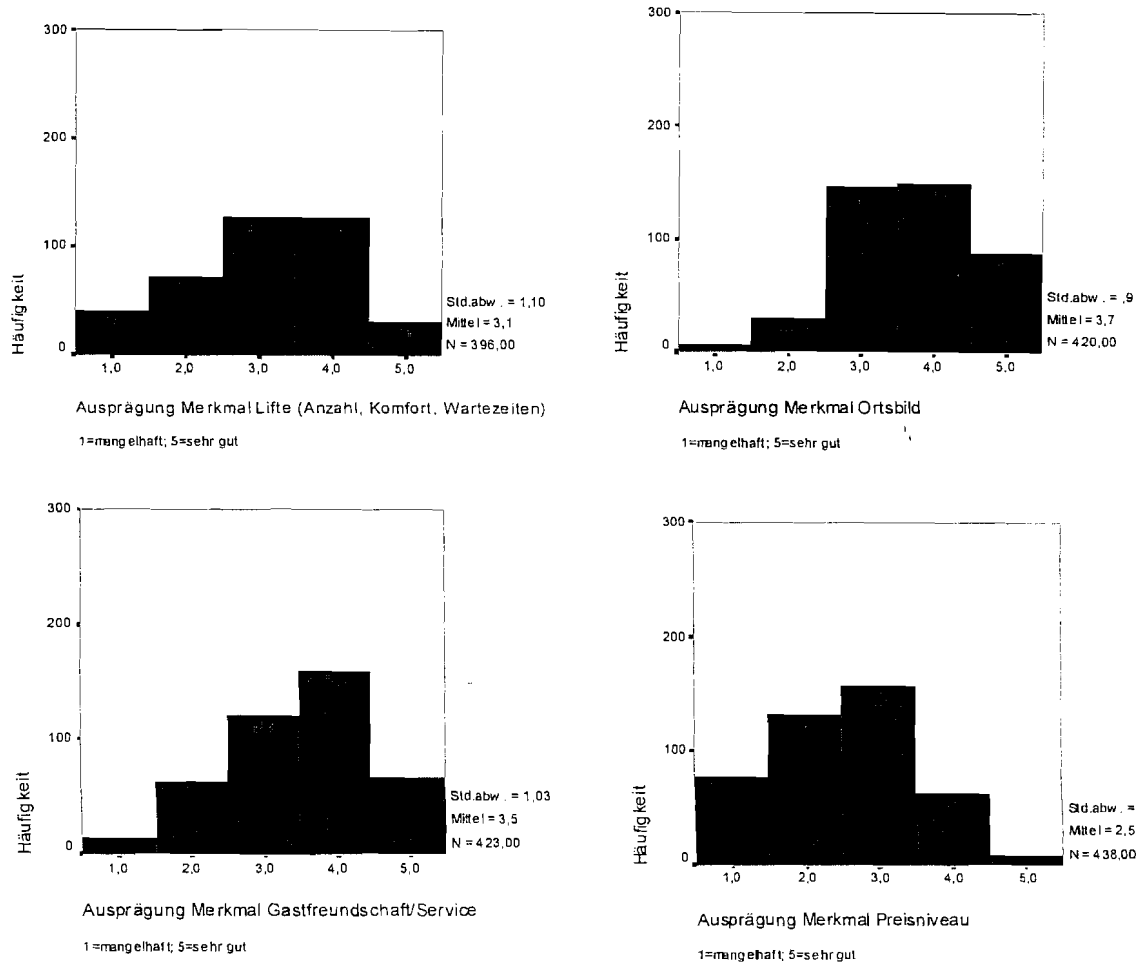 300
200
100
0
Häufigkeit
1,0 2,0 3,0 4,0 5,0
Std.abw. = 1,10
Mittel = 3,1
N = 396,00
Ausprägung Merkmal Lifte (Anzahl, Komfort, Wartezeiten)
1=mangelhaft; 5=sehr gut
300
200
100
0
Häufigkeit
1,0 2,0 3,0 4,0 5,0
Std.abw. = ,9
Mittel = 3,7
N = 420,00
Ausprägung Merkmal Ortsbild
1=mangelhaft; 5=sehr gut
300
200
100
0
Häufigkeit
1,0 2,0 3,0 4,0 5,0
Std.abw. = 1,03
Mittel = 3,5
N = 423,00
Ausprägung Merkmal Gastfreundschaft/Service
1=mangelhaft; 5=sehr gut
300
200
100
0
Häufigkeit
1,0 2,0 3,0 4,0 5,0
Std.abw. =
Mittel = 2,5
N = 438,00
Ausprägung Merkmal Preisniveau
1=mangelhaft; 5=sehr gut